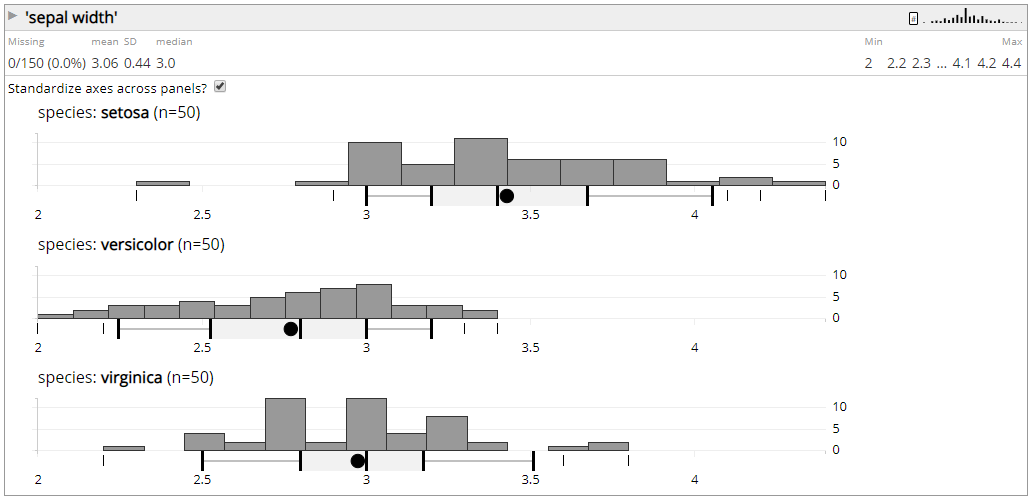 'sepal width' #
Missing mean SD median Min Max
0/150 (0.0%) 3.06 0.44 3.0 2 2.2 2.3 ... 4.1 4.2 4.4
Standardize axes across panels?
species: setosa (n=50)
10
5
0
2 2.5 3 3.5 4
species: versicolor (n=50)
10
5
0
2 2.5 3 3.5 4
species: virginica (n=50)
10
5
0
2 2.5 3 3.5 4